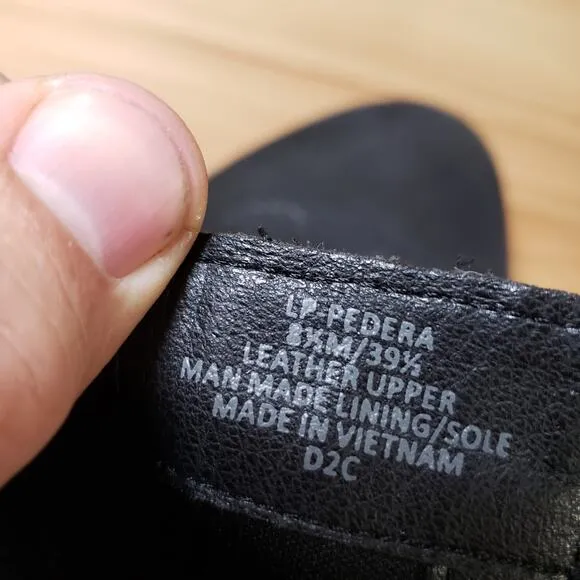 LP-PEDERA
8½M/39½
LEATHER UPPER
MAN MADE LINING/SOLE
MADE IN VIETNAM
D2C